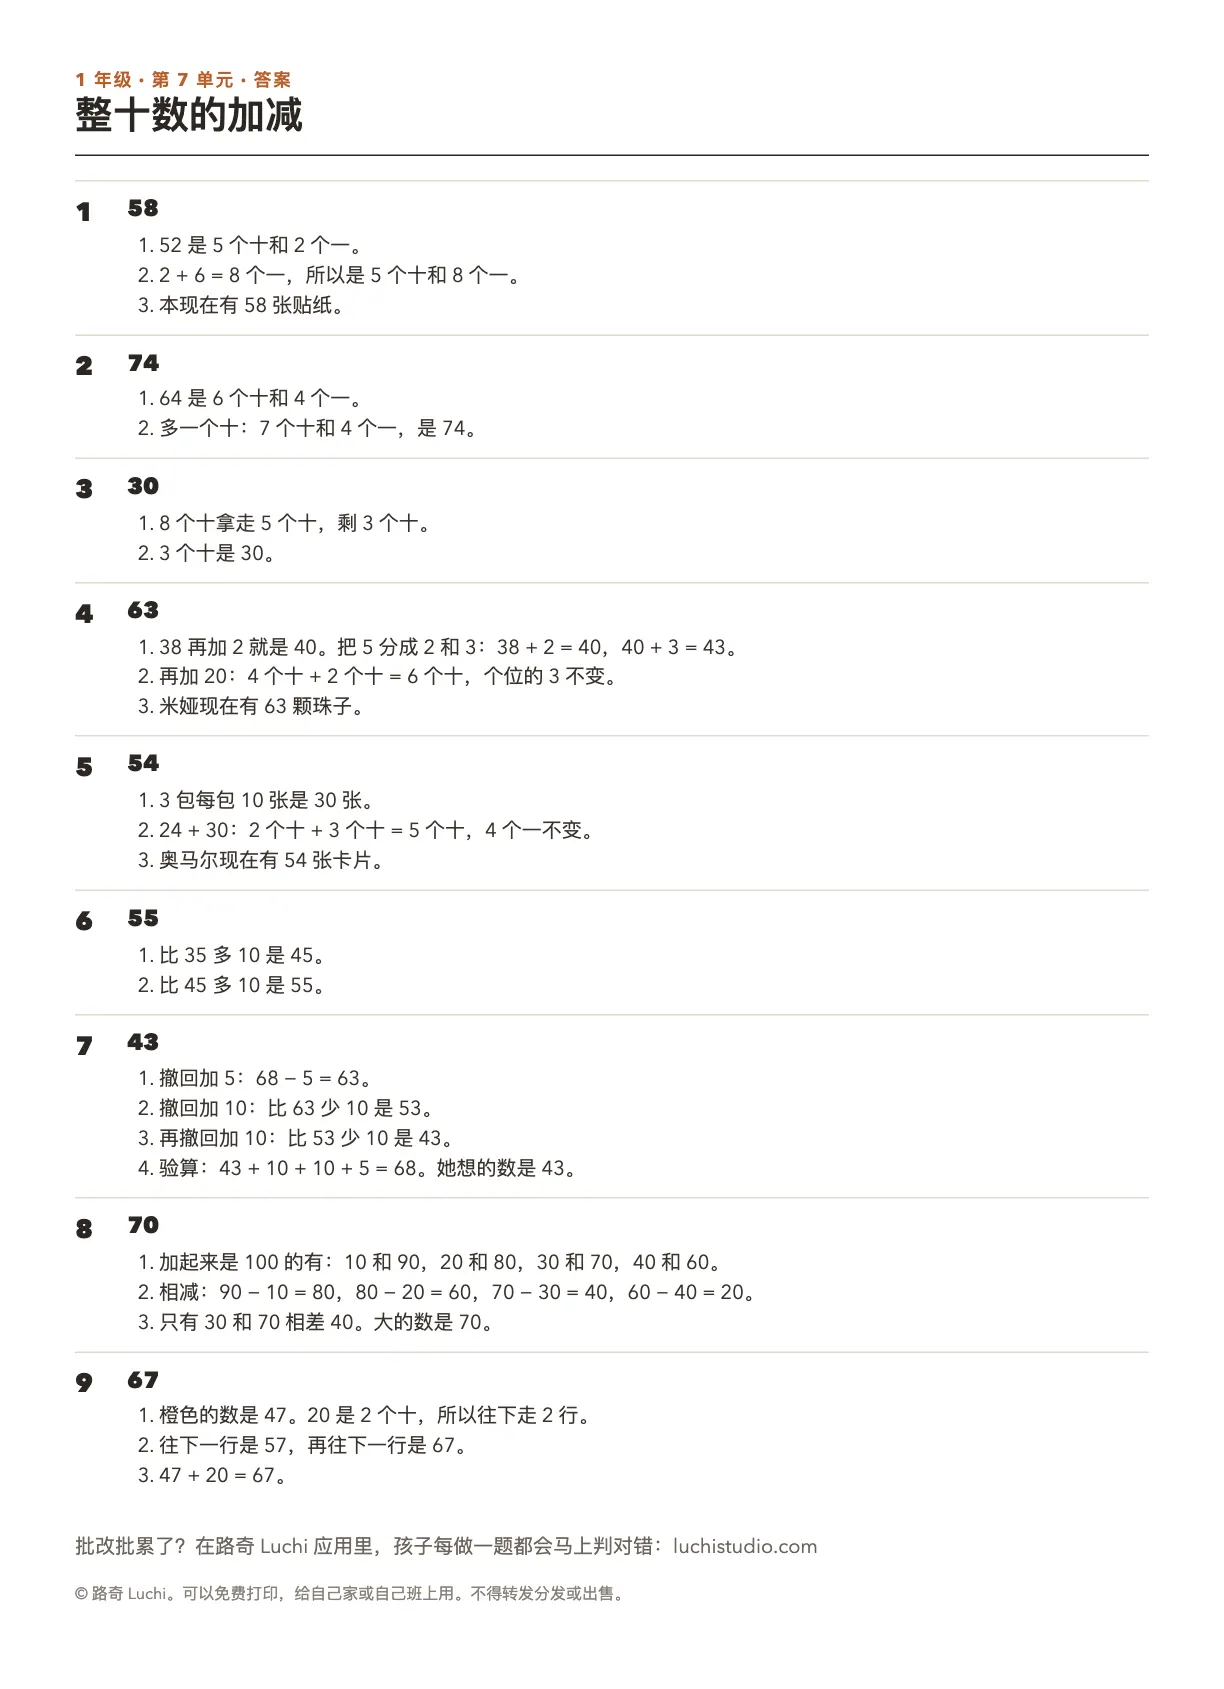 1 年级 · 第 7 单元 · 答案
整十数的加减
1 58
1. 52 是 5 个十和 2 个一。
2. 2 + 6 = 8 个一，所以是 5 个十和 8 个一。
3. 本现在有 58 张贴纸。
2 74
1. 64 是 6 个十和 4 个一。
2. 多一个十：7 个十和 4 个一，是 74。
3 30
1. 8 个十拿走 5 个十，剩 3 个十。
2. 3 个十是 30。
4 63
1. 38 再加 2 就是 40。把 5 分成 2 和 3：38 + 2 = 40，40 + 3 = 43。
2. 再加 20：4 个十 + 2 个十 = 6 个十，个位的 3 不变。
3. 米娅现在有 63 颗珠子。
5 54
1. 3 包每包 10 张是 30 张。
2. 24 + 30：2 个十 + 3 个十 = 5 个十，4 个一不变。
3. 奥马尔现在有 54 张卡片。
6 55
1. 比 35 多 10 是 45。
2. 比 45 多 10 是 55。
7 43
1. 撤回加 5：68 − 5 = 63。
2. 撤回加 10：比 63 少 10 是 53。
3. 再撤回加 10：比 53 少 10 是 43。
4. 验算：43 + 10 + 10 + 5 = 68。她想的数是 43。
8 70
1. 加起来是 100 的有：10 和 90，20 和 80，30 和 70，40 和 60。
2. 相减：90 − 10 = 80，80 − 20 = 60，70 − 30 = 40，60 − 40 = 20。
3. 只有 30 和 70 相差 40。大的数是 70。
9 67
1. 橙色的数是 47。20 是 2 个十，所以往下走 2 行。
2. 往下一行是 57，再往下一行是 67。
3. 47 + 20 = 67。
批改批累了？在路奇 Luchi 应用里，孩子每做一题都会马上判对错：luchistudio.com
© 路奇 Luchi。可以免费打印，给自己家或自己班上用。不得转发分发或出售。